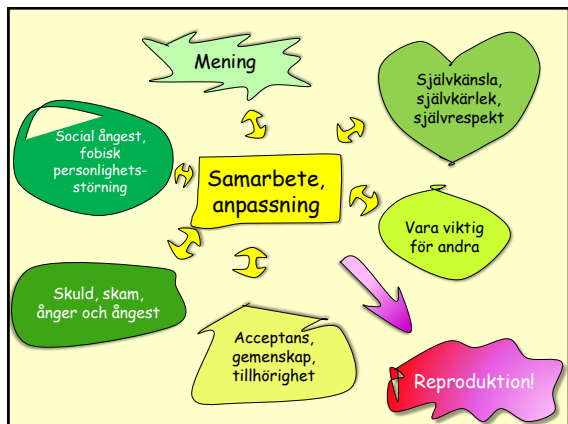 Mening
Självkänsla,
självkärlek,
självrespekt
Social ångest,
fobisk
personlighets-
störning
Samarbete,
anpassning
Vara viktig
för andra
Skuld, skam,
ånger och ångest
Acceptans,
gemenskap,
tillhörighet
Reproduktion!